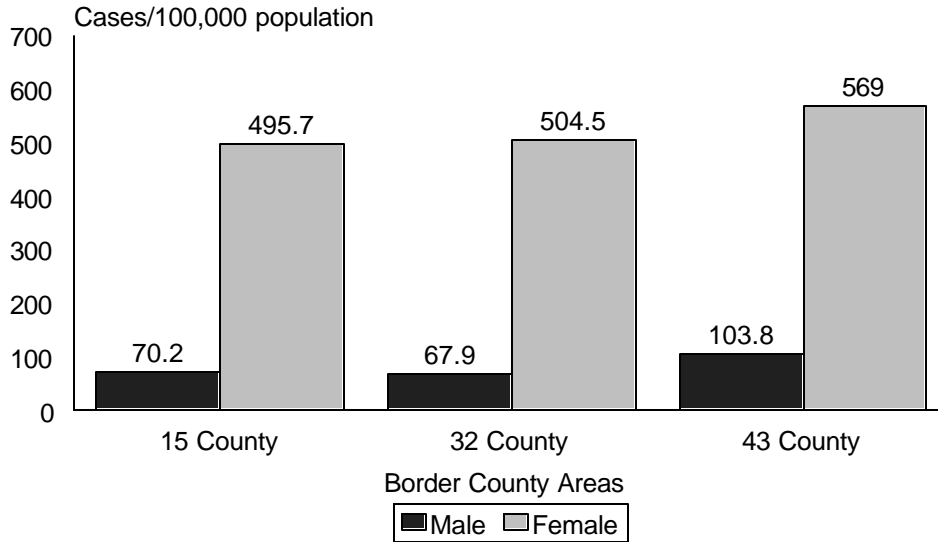 Cases/100,000 population
700
600
500
400
300
200
100
0
495.7
504.5
569
70.2
67.9
103.8
15 County
32 County
43 County
Border County Areas
Male
Female